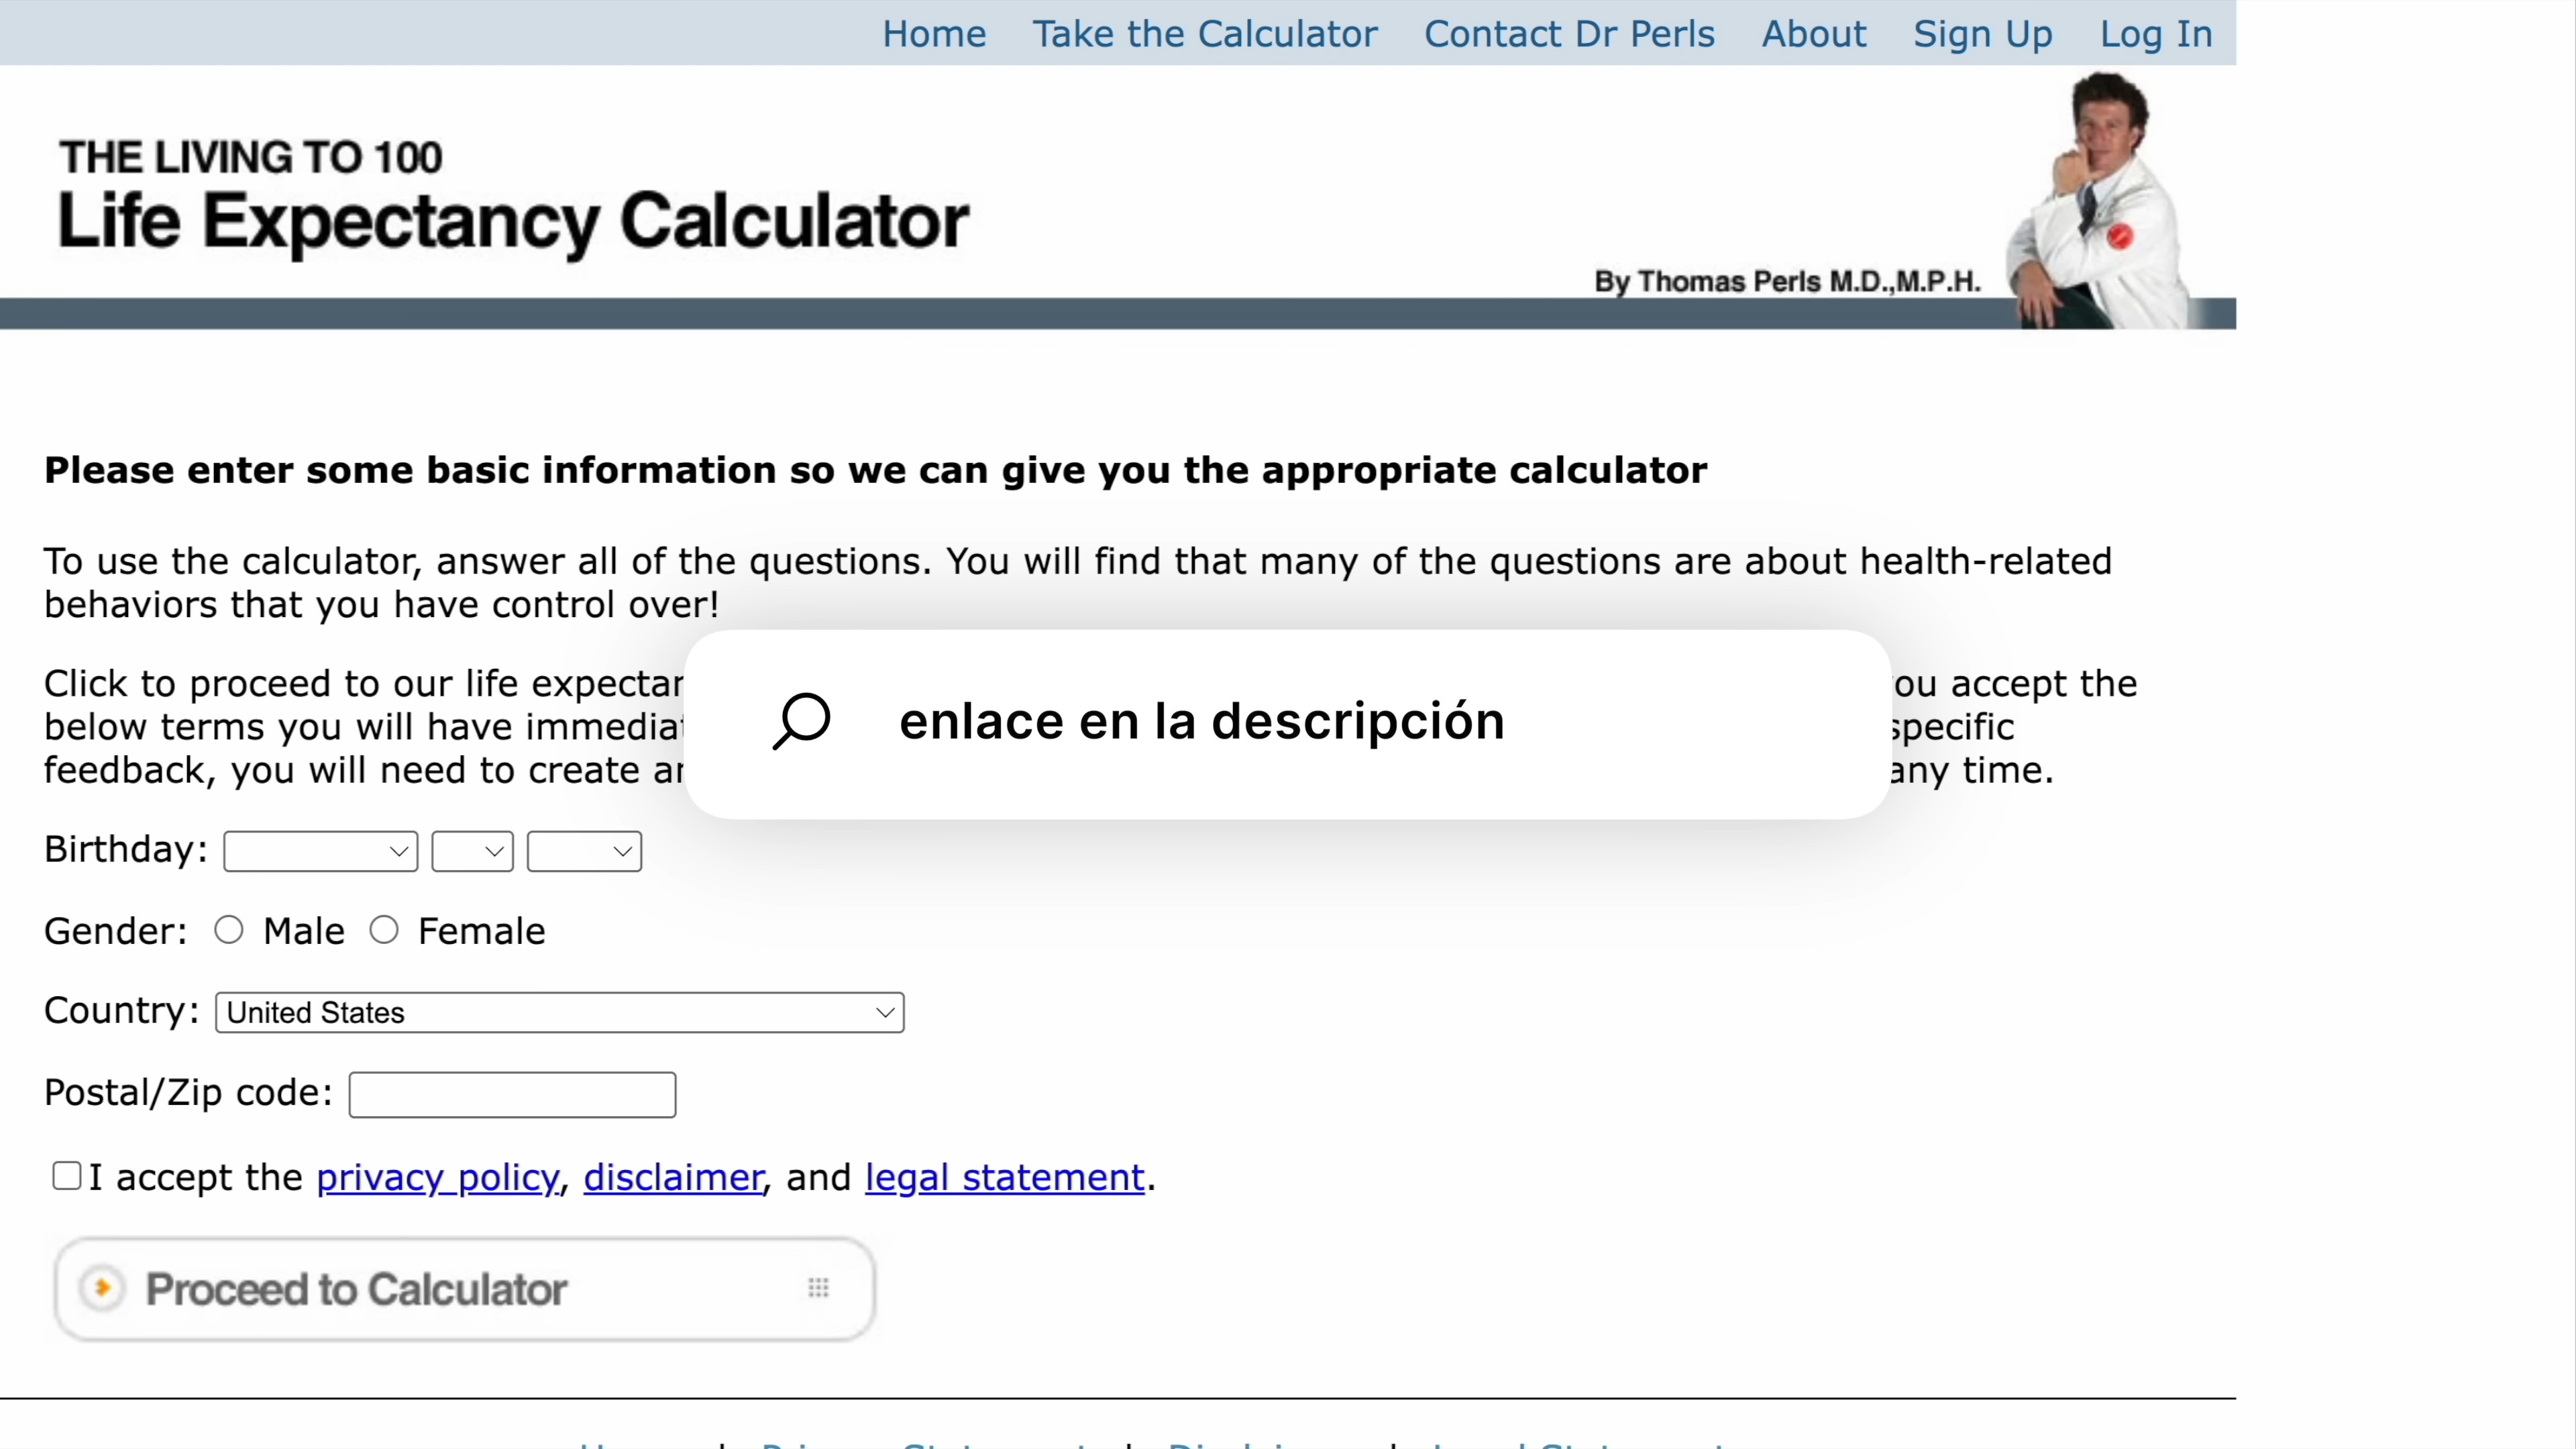 Home Take the Calculator Contact Dr Perls About Sign Up Log In
THE LIVING TO 100
Life Expectancy Calculator
By Thomas Perls M.D.,M.P.H.
Please enter some basic information so we can give you the appropriate calculator
To use the calculator, answer all of the questions. You will find that many of the questions are about health-related
behaviors that you have control over!
Click to proceed to our life accept the
below terms you will have specific
feedback, you will need to create any time.
enlace en la descripción
Birthday:
Gender: Male Female
Country: United States
Postal/Zip code:
I accept the privacy policy, disclaimer, and legal statement.
Proceed to Calculator